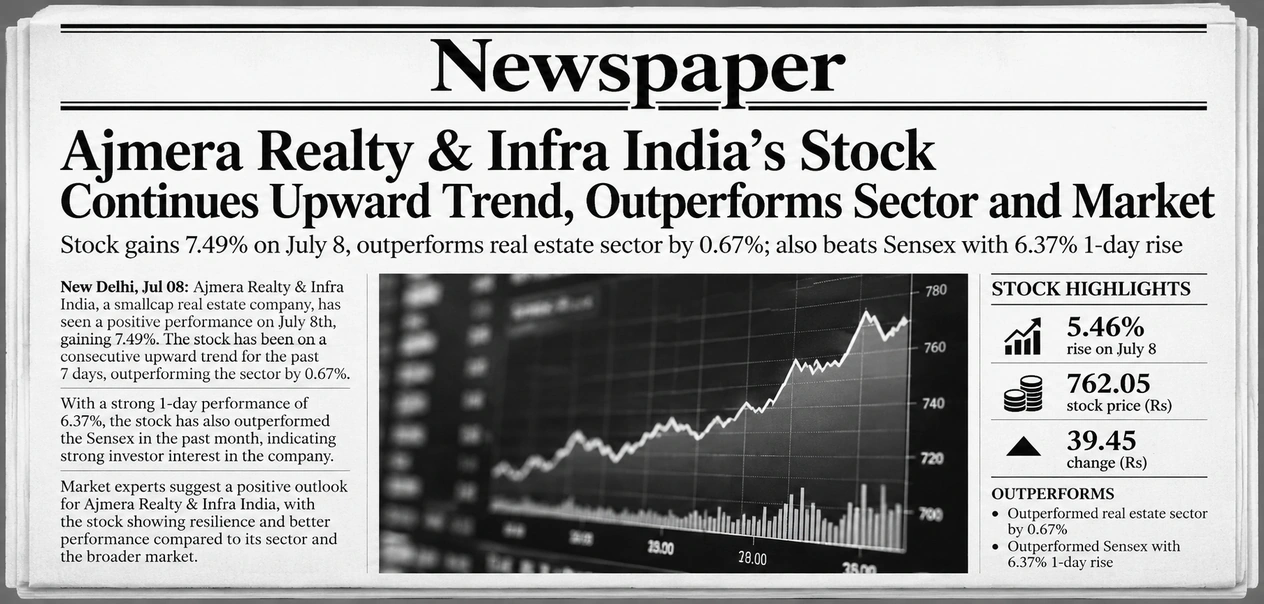 Newspaper
Ajmera Realty & Infra India’s Stock
Continues Upward Trend, Outperforms Sector and Market
Stock gains 7.49% on July 8, outperforms real estate sector by 0.67%; also beats Sensex with 6.37% 1-day rise
New Delhi, Jul 08: Ajmera Realty & Infra
India, a smallcap real estate company, has
seen a positive performance on July 8th,
gaining 7.49%. The stock has been on a
consecutive upward trend for the past
7 days, outperforming the sector by 0.67%.
With a strong 1-day performance of
6.37%, the stock has also outperformed
the Sensex in the past month, indicating
strong investor interest in the company.
Market experts suggest a positive outlook
for Ajmera Realty & Infra India, with
the stock showing resilience and better
performance compared to its sector and
the broader market.
780
760
740
720
700
28.00
STOCK HIGHLIGHTS
5.46%
rise on July 8
762.05
stock price (Rs)
39.45
change (Rs)
OUTPERFORMS
• Outperformed real estate sector
by 0.67%
• Outperformed Sensex with
6.37% 1-day rise